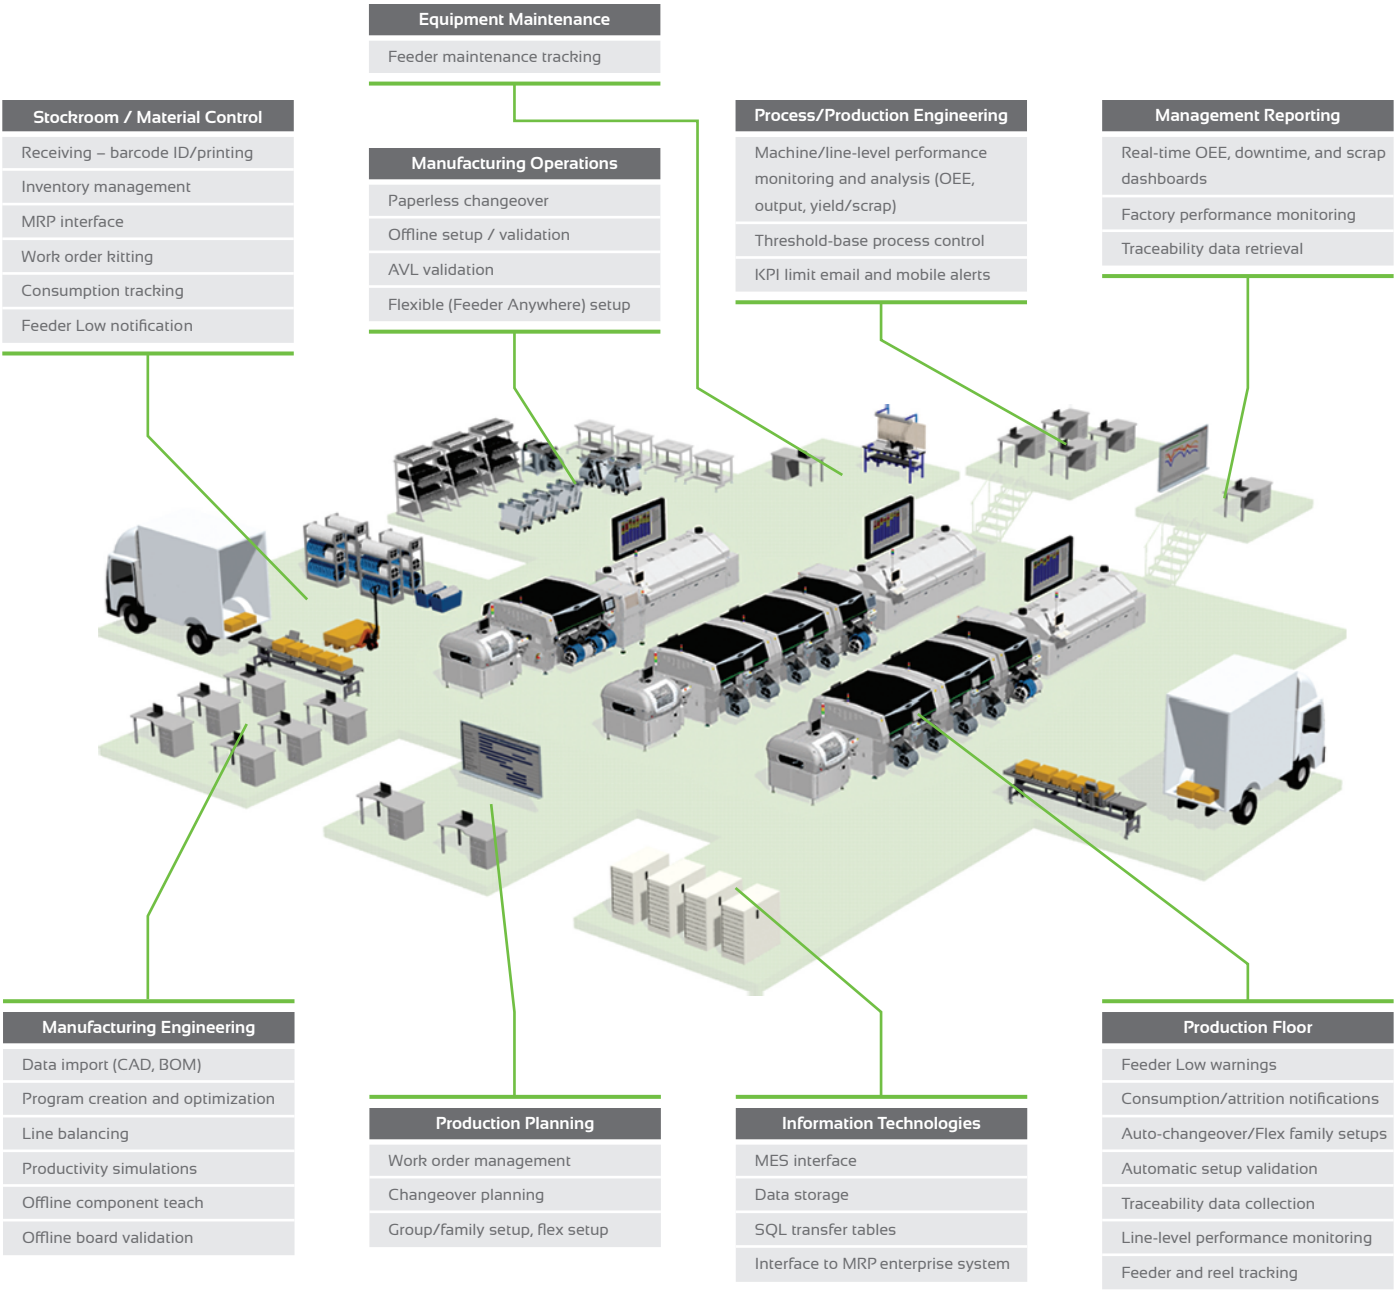 Equipment Maintenance
Feeder maintenance tracking
Stockroom / Material Control
Receiving – barcode ID/printing
Inventory management
MRP interface
Work order kitting
Consumption tracking
Feeder Low notification
Manufacturing Operations
Paperless changeover
Offline setup / validation
AVL validation
Flexible (Feeder Anywhere) setup
Process/Production Engineering
Machine/line-level performance
monitoring and analysis (OEE,
output, yield/scrap)
Threshold-base process control
KPI limit email and mobile alerts
Management Reporting
Real-time OEE, downtime, and scrap
dashboards
Factory performance monitoring
Traceability data retrieval
Manufacturing Engineering
Data import (CAD, BOM)
Program creation and optimization
Line balancing
Productivity simulations
Offline component teach
Offline board validation
Production Planning
Work order management
Changeover planning
Group/family setup, flex setup
Information Technologies
MES interface
Data storage
SQL transfer tables
Interface to MRP enterprise system
Production Floor
Feeder Low warnings
Consumption/attrition notifications
Auto-changeover/Flex family setups
Automatic setup validation
Traceability data collection
Line-level performance monitoring
Feeder and reel tracking